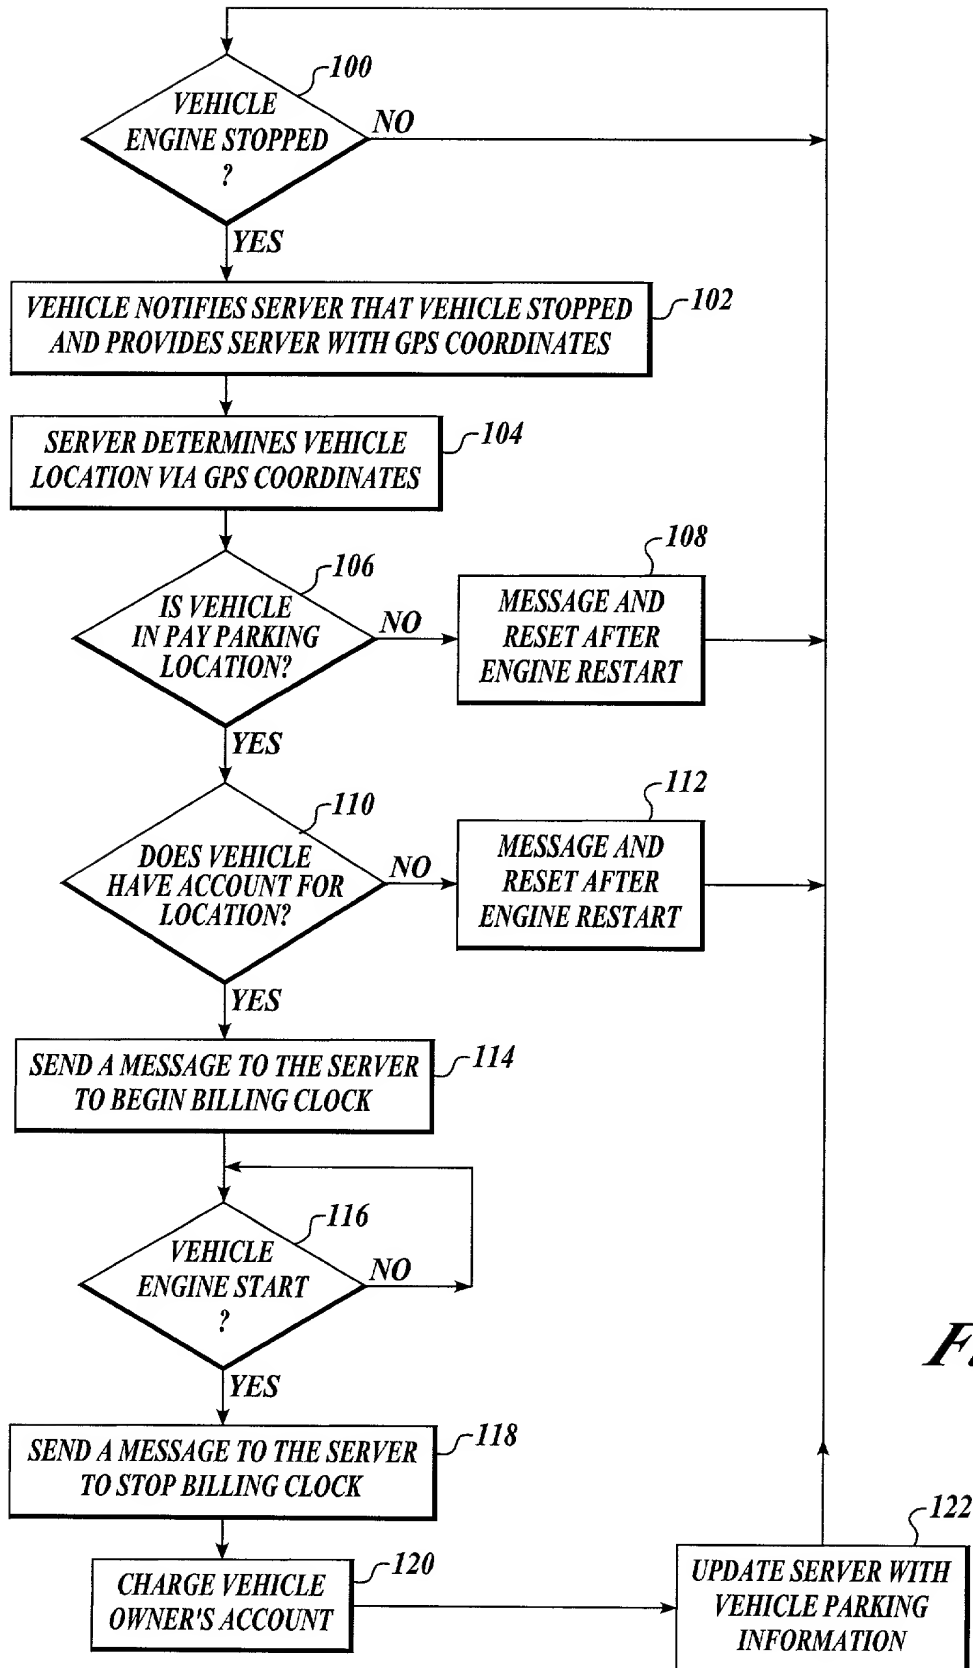 100
VEHICLE
ENGINE STOPPED
?
NO
YES
VEHICLE NOTIFIES SERVER THAT VEHICLE STOPPED
AND PROVIDES SERVER WITH GPS COORDINATES
102
SERVER DETERMINES VEHICLE
LOCATION VIA GPS COORDINATES
104
106
IS VEHICLE
IN PAY PARKING
LOCATION?
NO
108
MESSAGE AND
RESET AFTER
ENGINE RESTART
YES
110
DOES VEHICLE
HAVE ACCOUNT FOR
LOCATION?
NO
112
MESSAGE AND
RESET AFTER
ENGINE RESTART
YES
SEND A MESSAGE TO THE SERVER
TO BEGIN BILLING CLOCK
114
116
VEHICLE
ENGINE START
?
NO
YES
SEND A MESSAGE TO THE SERVER
TO STOP BILLING CLOCK
118
CHARGE VEHICLE
OWNER'S ACCOUNT
120
122
UPDATE SERVER WITH
VEHICLE PARKING
INFORMATION